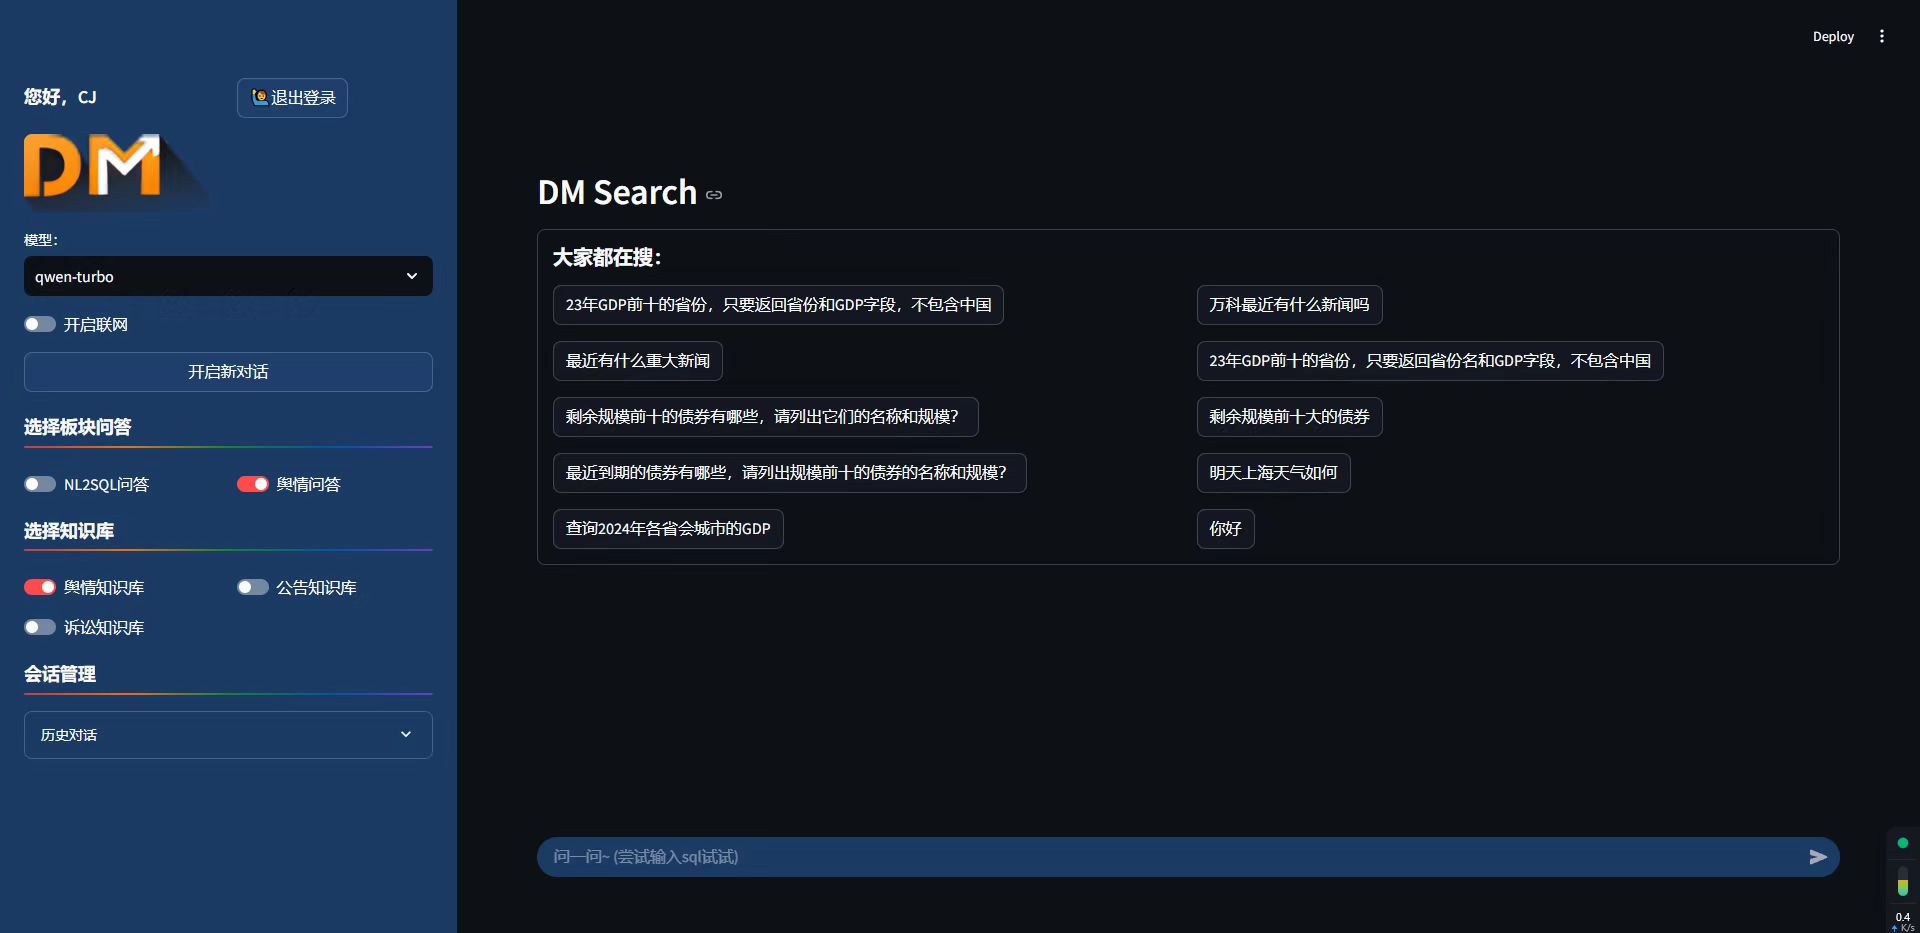 Deploy
您好，CJ
退出登录
DM
模型：
qwen-turbo
开启联网
开启新对话
选择板块问答
NL2SQL问答
舆情问答
选择知识库
舆情知识库
公告知识库
诉讼知识库
会话管理
历史对话
DM Search
大家都在搜：
23年GDP前十的省份，只要返回省份和GDP字段，不包含中国
万科最近有什么新闻吗
最近有什么重大新闻
23年GDP前十的省份，只要返回省份名和GDP字段，不包含中国
剩余规模前十的债券有哪些，请列出它们的名称和规模？
剩余规模前十大的债券
最近到期的债券有哪些，请列出规模前十的债券的名称和规模？
明天上海天气如何
查询2024年各省会城市的GDP
你好
问一问~ (尝试输入sql试试)
0.4
K/s